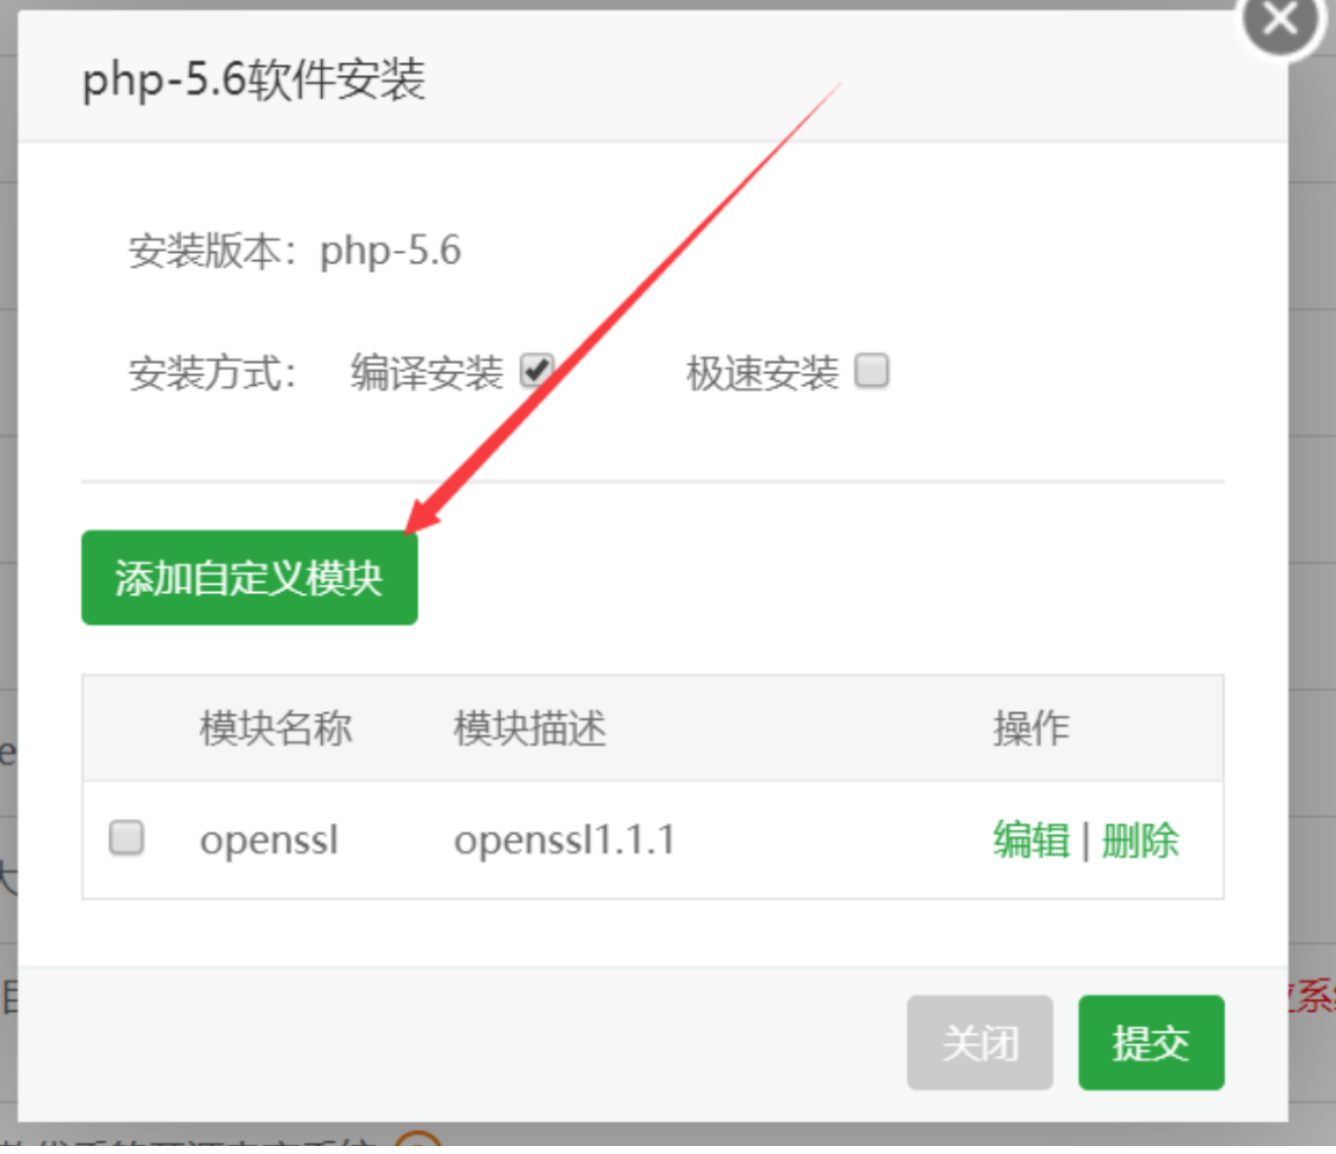 php-5.6软件安装
安装版本：php-5.6
安装方式： 编译安装 极速安装
添加自定义模块
模块名称 模块描述 操作
openssl openssl1.1.1 编辑 | 删除
关闭 提交